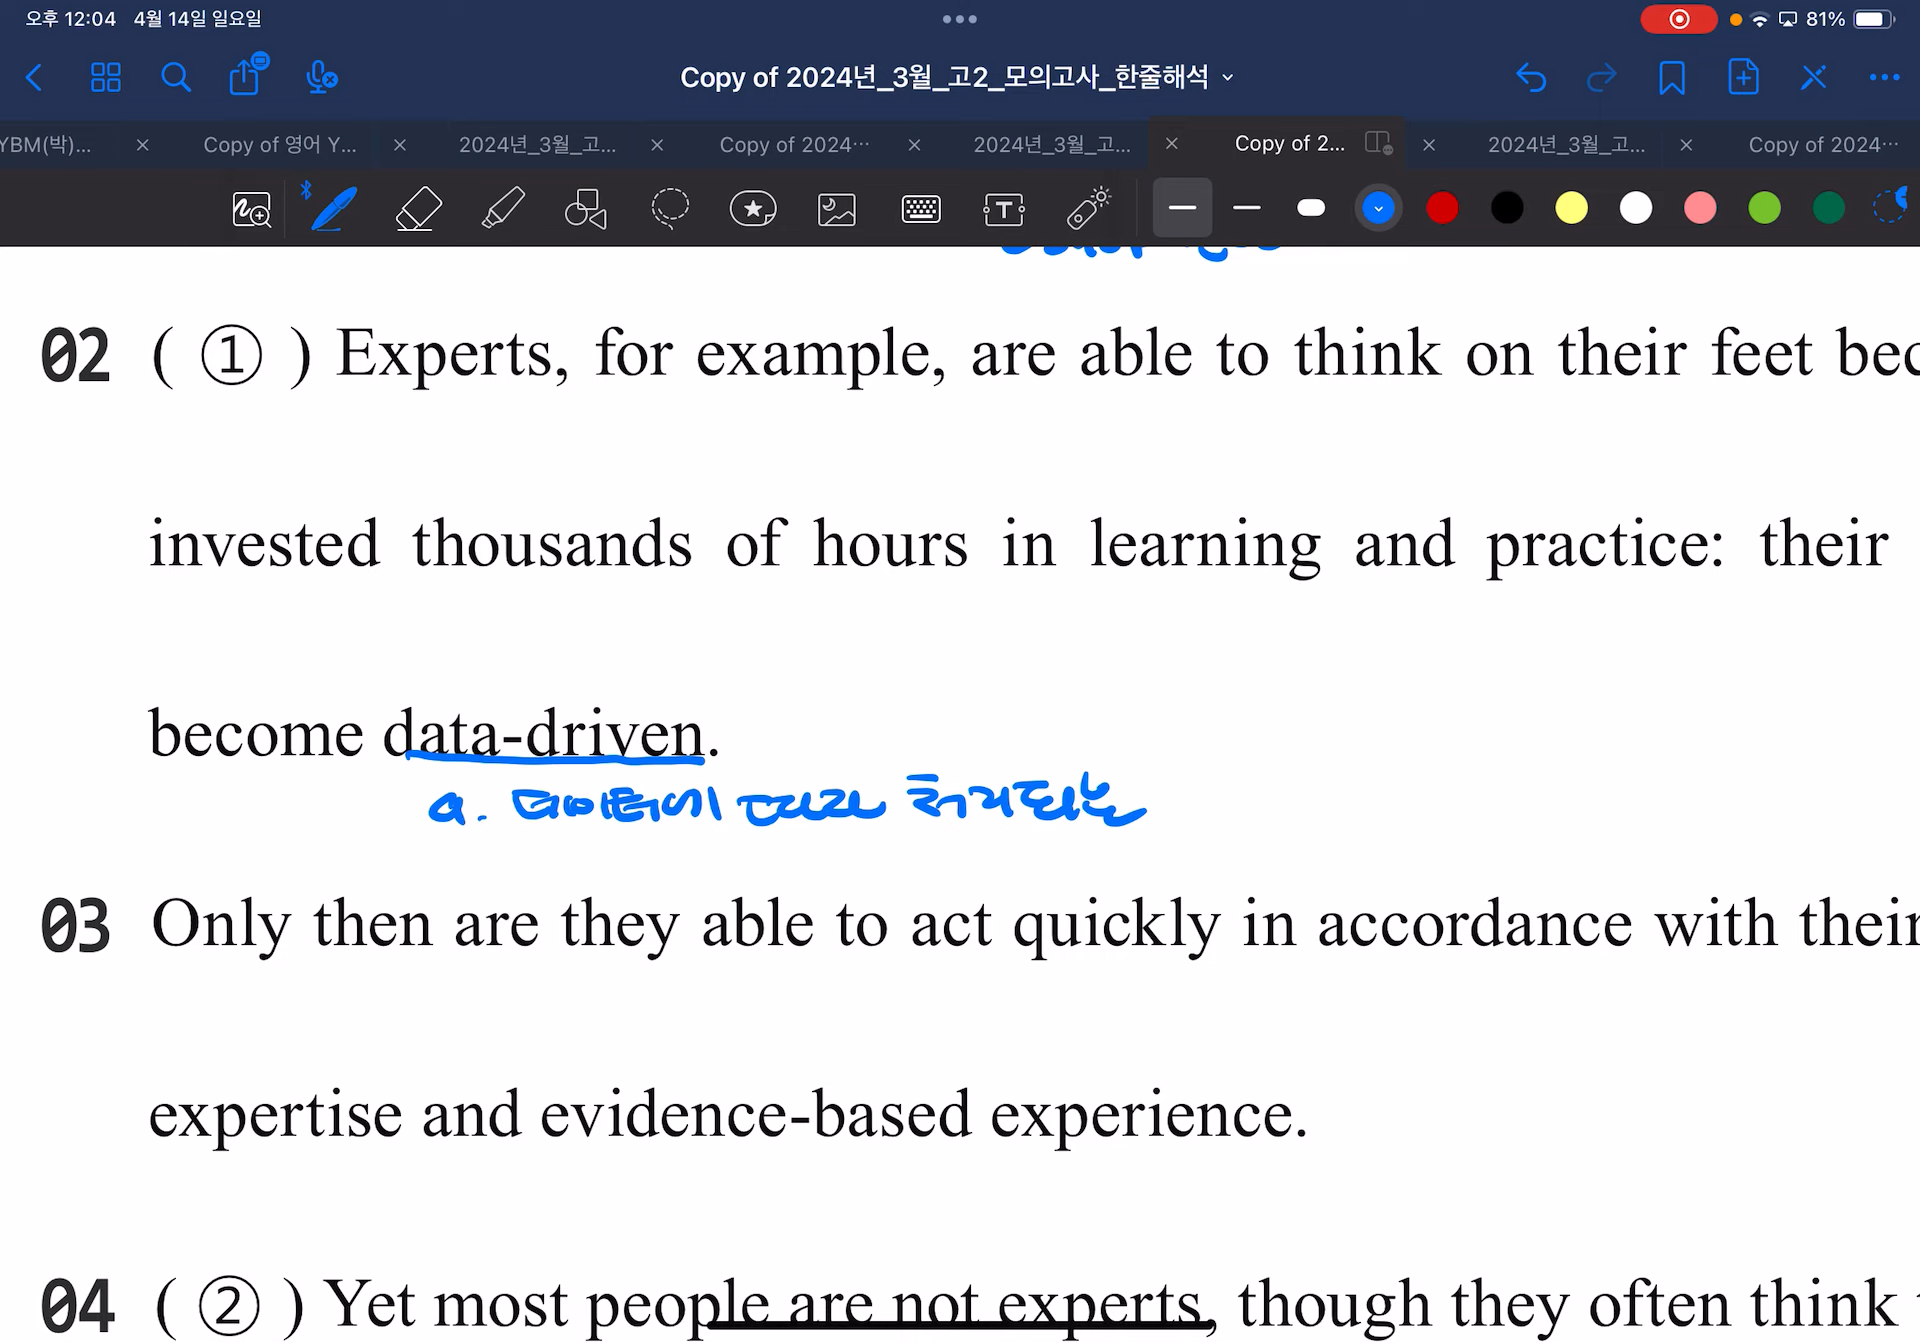 오후 12:04 4월 14일 일요일 81%
Copy of 2024년_3월_고2_모의고사_한줄해석
YBM(박)... Copy of 영어 Y... 2024년_3월_고... Copy of 2024... 2024년_3월_고... Copy of 2... 2024년_3월_고... Copy of 2024...
02 ( ① ) Experts, for example, are able to think on their feet bec
invested thousands of hours in learning and practice: their
become data-driven.
a. 데이터에 따라 처리되는
03 Only then are they able to act quickly in accordance with their
expertise and evidence-based experience.
04 ( ② ) Yet most people are not experts, though they often think